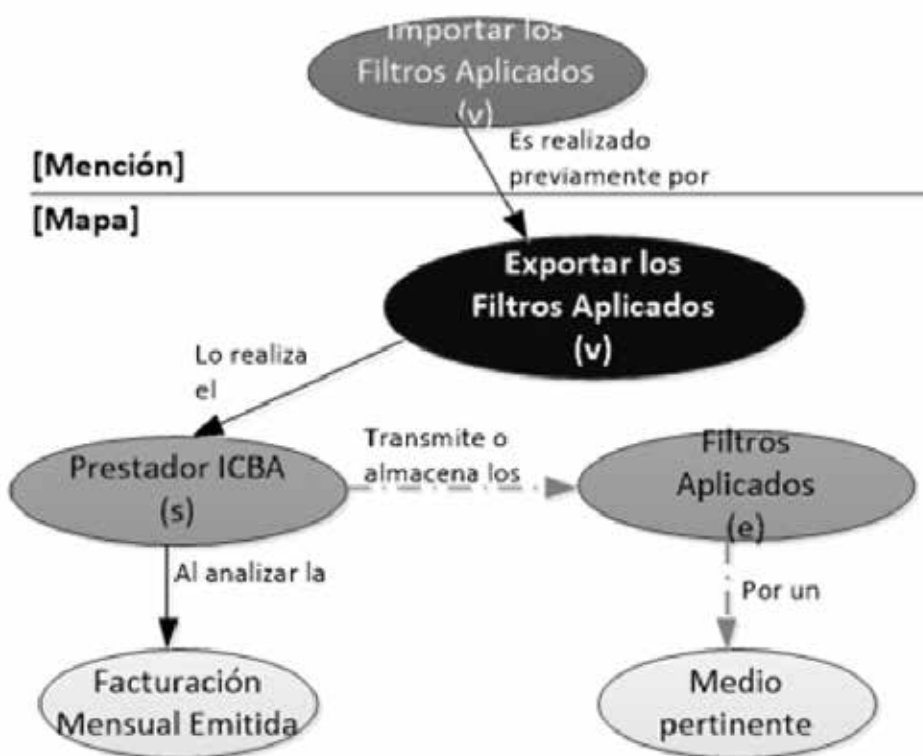 Importar los
Filtros Aplicados
(v)
Es realizado
previamente por
[Mención]
[Mapa]
Exportar los
Filtros Aplicados
(v)
Lo realiza
el
Prestador ICBA
(s)
Transmite o
almacena los
Filtros
Aplicados
(e)
Al analizar la
Por un
Facturación
Mensual Emitida
Medio
pertinente